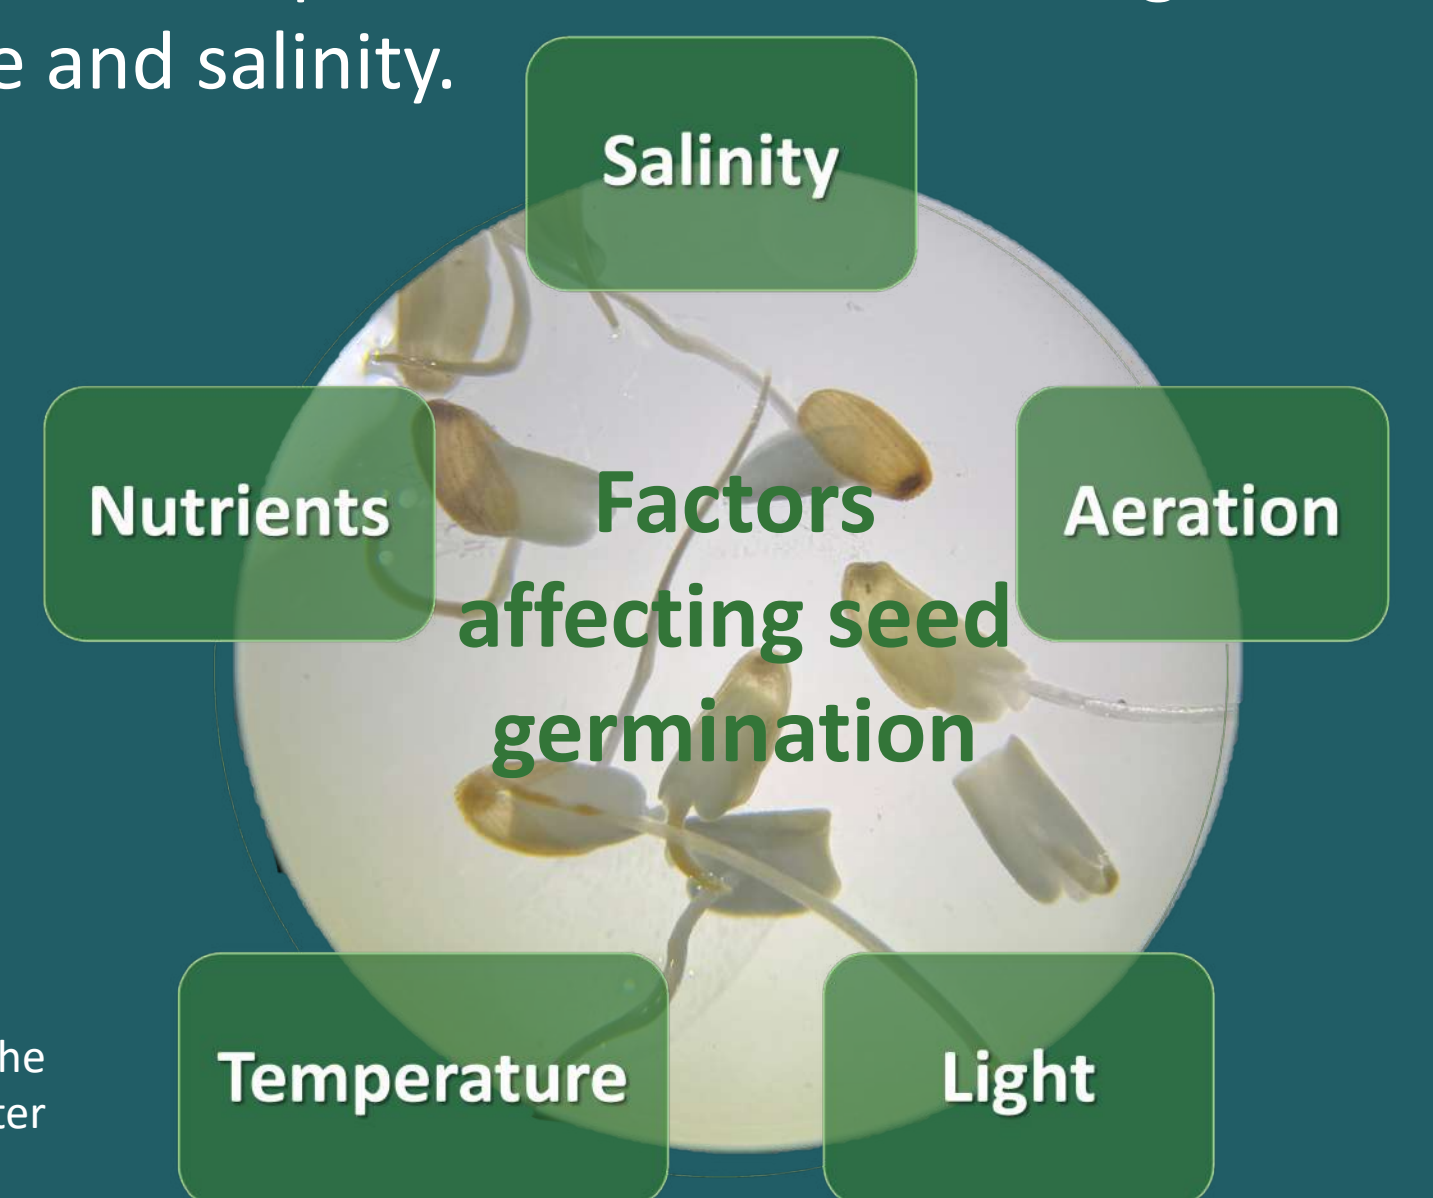 e and salinity.
Salinity
Nutrients
Aeration
Factors
affecting seed
germination
he
ter
Temperature
Light